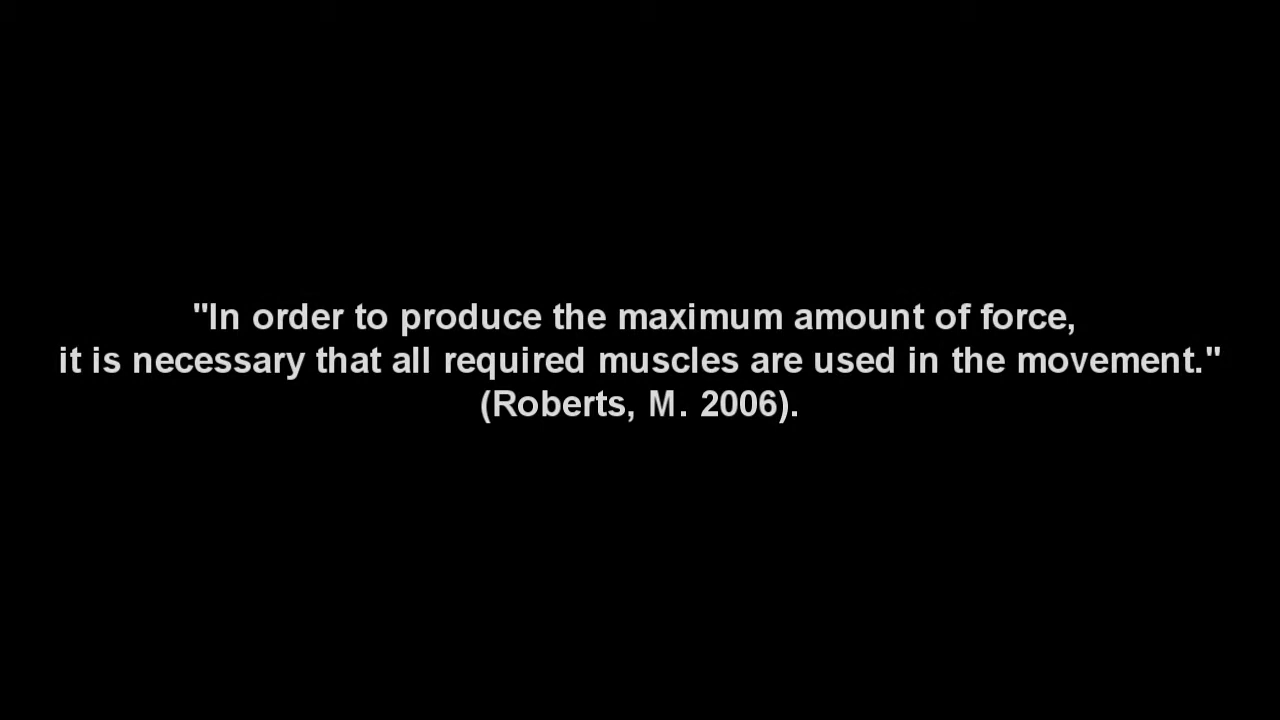 "In order to produce the maximum amount of force,
it is necessary that all required muscles are used in the movement."
(Roberts, M. 2006).